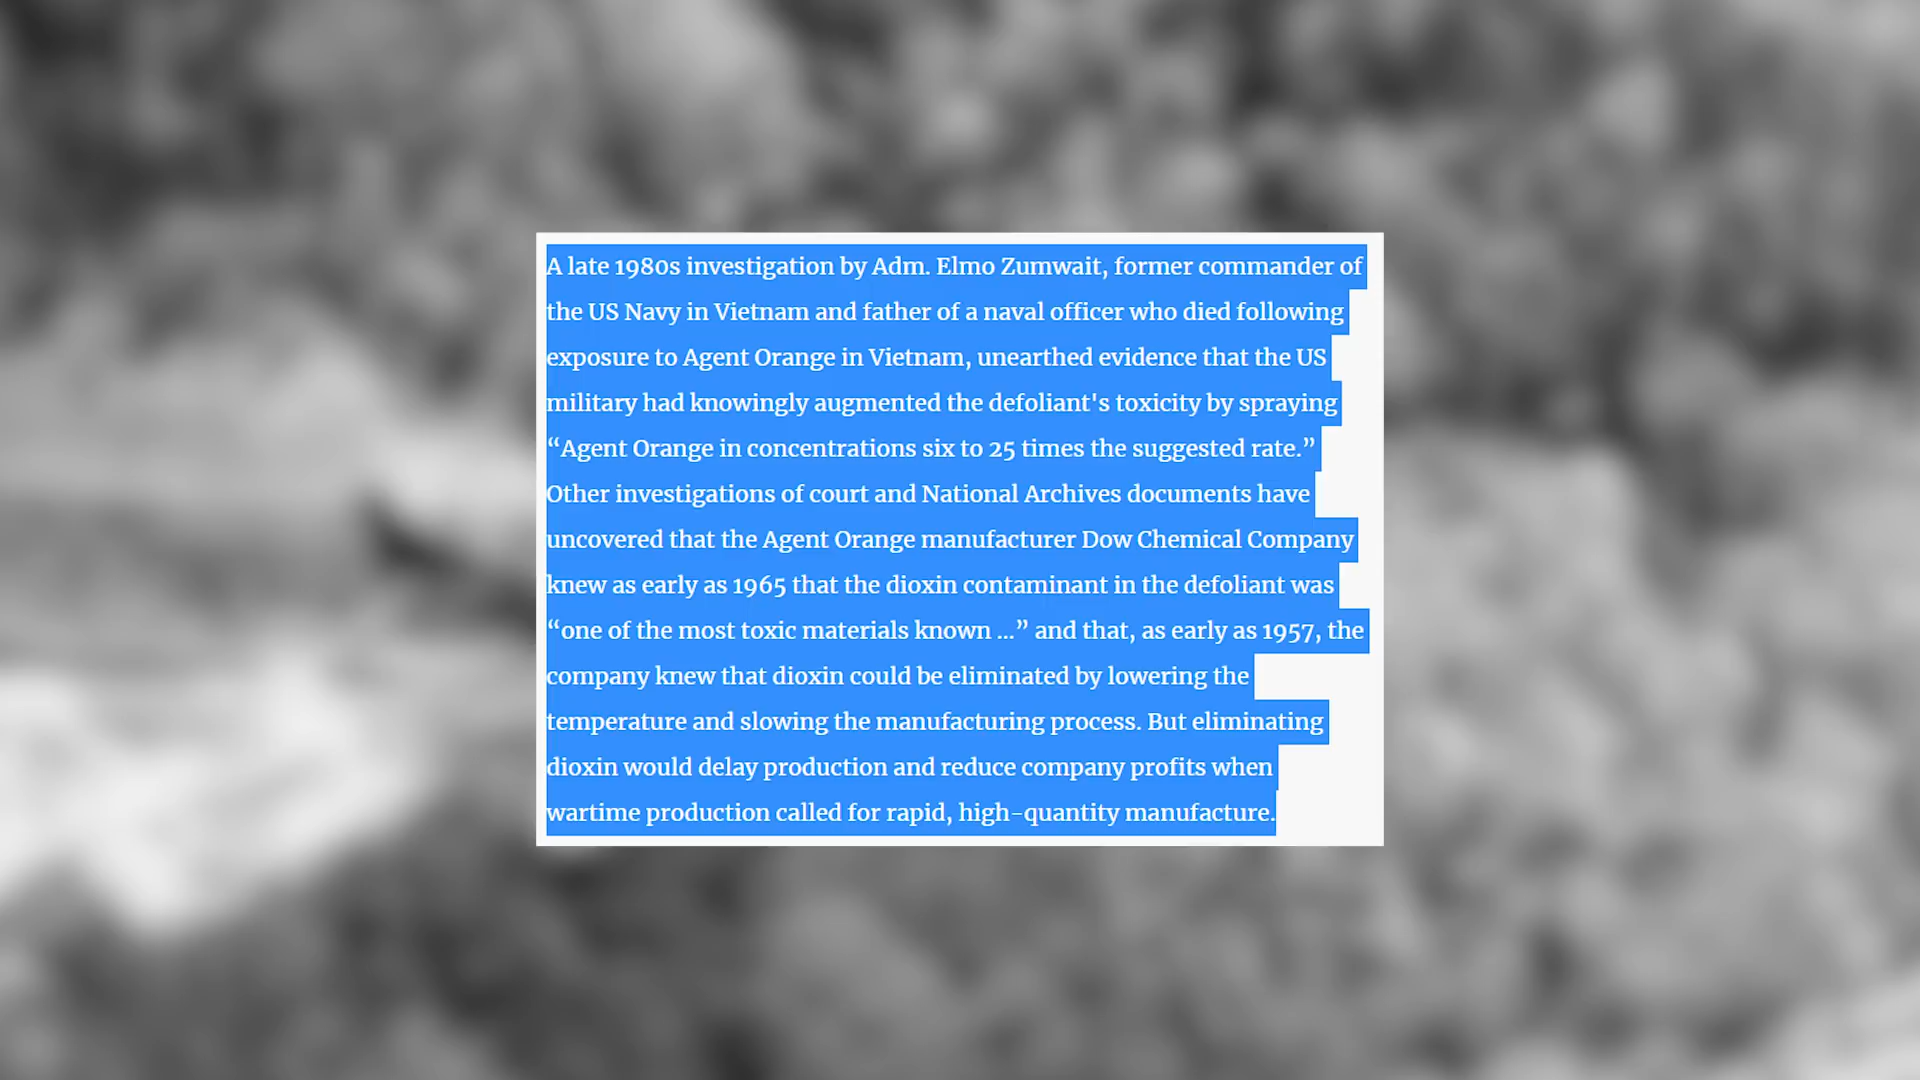 A late 1980s investigation by Adm. Elmo Zumwait, former commander of
the US Navy in Vietnam and father of a naval officer who died following
exposure to Agent Orange in Vietnam, unearthed evidence that the US
military had knowingly augmented the defoliant's toxicity by spraying
“Agent Orange in concentrations six to 25 times the suggested rate.”
Other investigations of court and National Archives documents have
uncovered that the Agent Orange manufacturer Dow Chemical Company
knew as early as 1965 that the dioxin contaminant in the defoliant was
“one of the most toxic materials known ...” and that, as early as 1957, the
company knew that dioxin could be eliminated by lowering the
temperature and slowing the manufacturing process. But eliminating
dioxin would delay production and reduce company profits when
wartime production called for rapid, high-quantity manufacture.